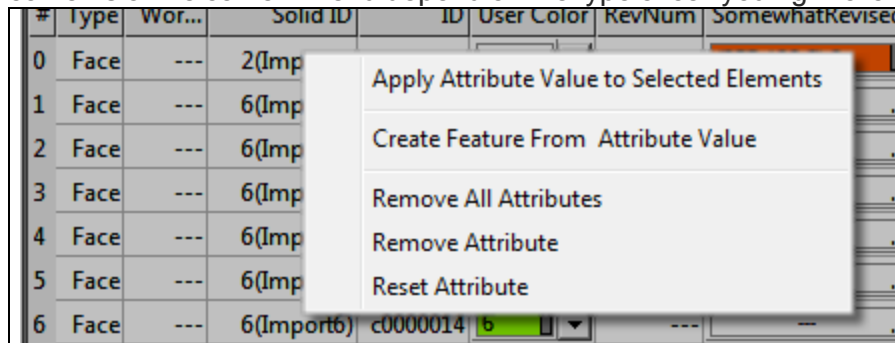 # Type Wor... Solid ID ID User Color RevNum SomewhatRevised
0 Face --- 2(Imp
Apply Attribute Value to Selected Elements
1 Face --- 6(Imp
2 Face --- 6(Imp
Create Feature From Attribute Value
3 Face --- 6(Imp
Remove All Attributes
4 Face --- 6(Imp
Remove Attribute
5 Face --- 6(Imp
Reset Attribute
6 Face --- 6(Import6) c0000014 6 --- ---